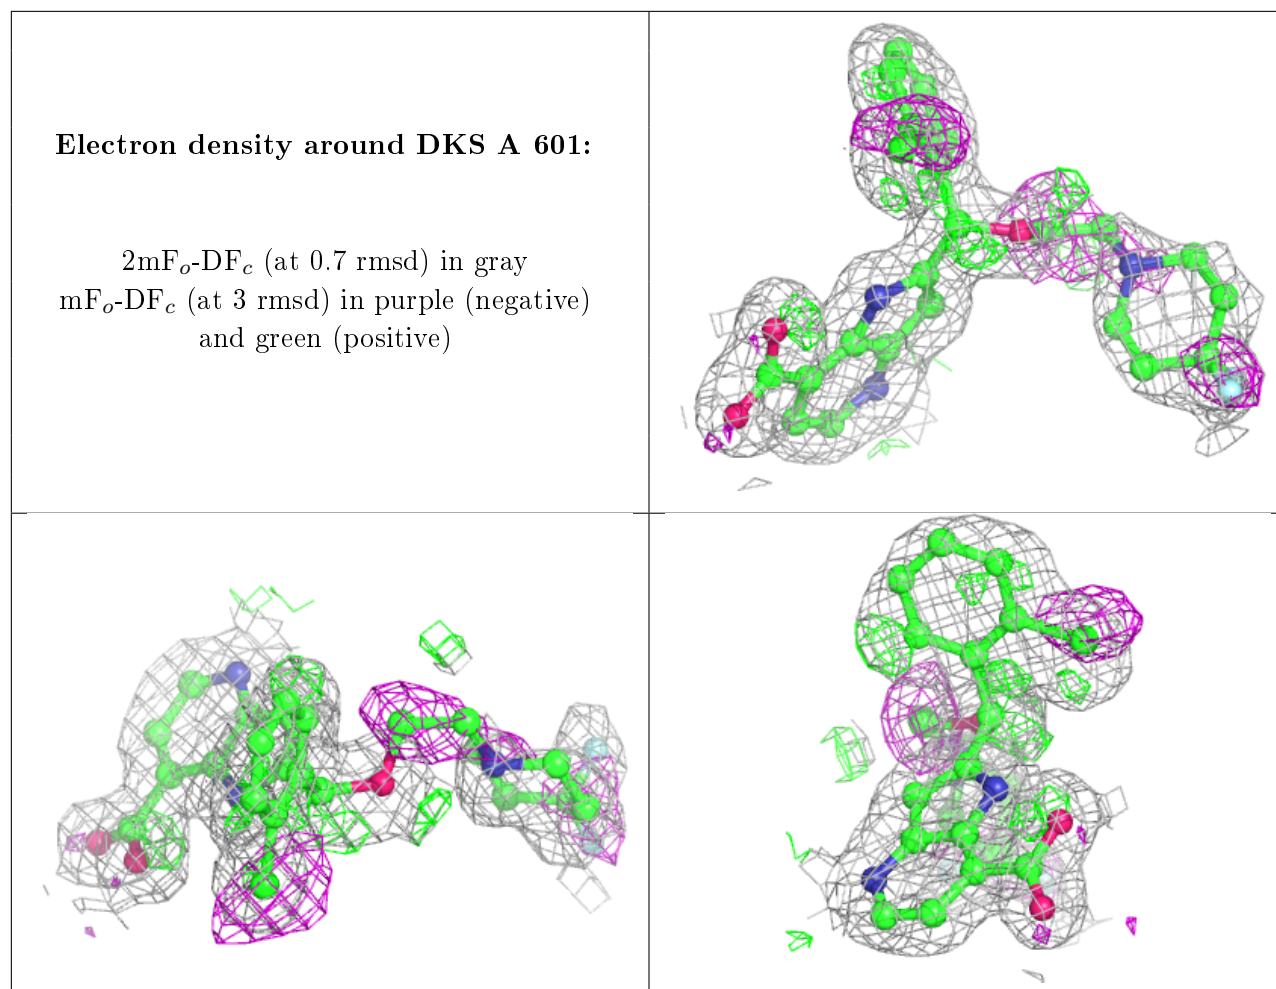 Electron density around DKS A 601:
2mFo-DFc (at 0.7 rmsd) in gray
mFo-DFc (at 3 rmsd) in purple (negative)
and green (positive)